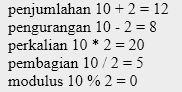 penjumlahan 10 + 2 = 12
pengurangan 10 - 2 = 8
perkalian 10 * 2 = 20
pembagian 10 / 2 = 5
modulus 10 % 2 = 0